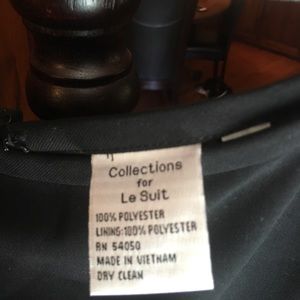 Collections
for
Le Suit
100% POLYESTER
LINING: 100% POLYESTER
RN 54050
MADE IN VIETNAM
DRY CLEAN